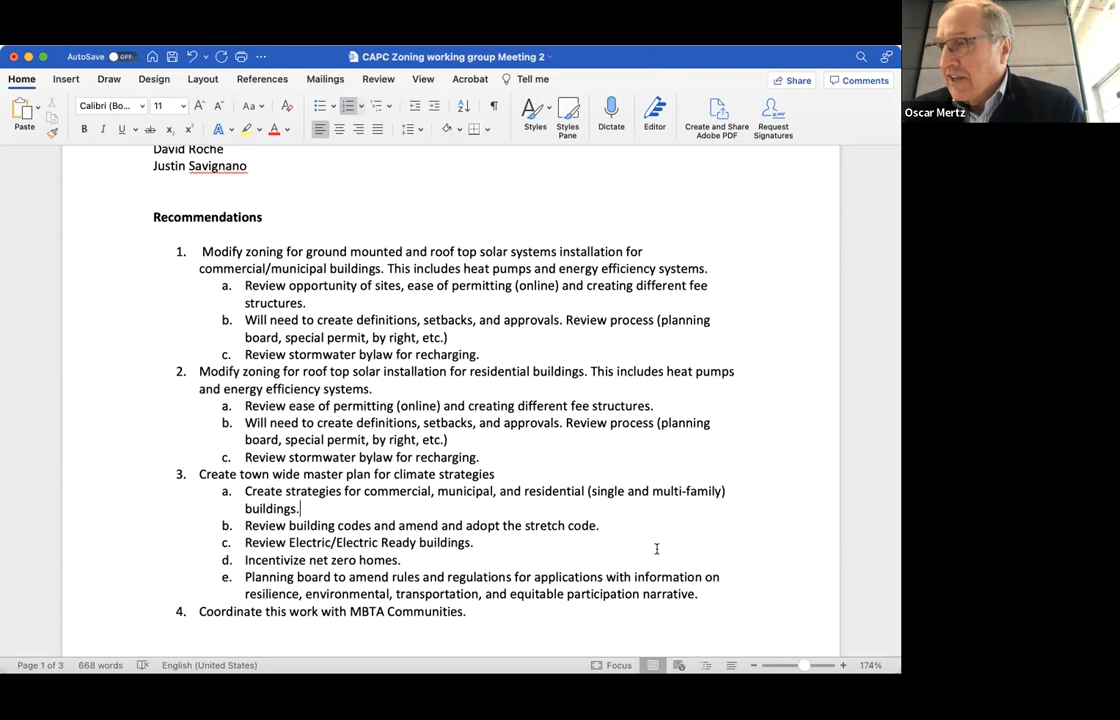 AutoSave OFF
CAPC Zoning working group Meeting 2
Home Insert Draw Design Layout References Mailings Review View Acrobat Tell me
Share Comments
Paste
Calibri (Bo... 11
Styles
Styles Pane
Dictate
Editor
Create and Share Adobe PDF
Request Signatures
Oscar Mertz
David Roche
Justin Savignano
Recommendations
1. Modify zoning for ground mounted and roof top solar systems installation for
commercial/municipal buildings. This includes heat pumps and energy efficiency systems.
a. Review opportunity of sites, ease of permitting (online) and creating different fee
structures.
b. Will need to create definitions, setbacks, and approvals. Review process (planning
board, special permit, by right, etc.)
c. Review stormwater bylaw for recharging.
2. Modify zoning for roof top solar installation for residential buildings. This includes heat pumps
and energy efficiency systems.
a. Review ease of permitting (online) and creating different fee structures.
b. Will need to create definitions, setbacks, and approvals. Review process (planning
board, special permit, by right, etc.)
c. Review stormwater bylaw for recharging.
3. Create town wide master plan for climate strategies
a. Create strategies for commercial, municipal, and residential (single and multi-family)
buildings.
b. Review building codes and amend and adopt the stretch code.
c. Review Electric/Electric Ready buildings.
d. Incentivize net zero homes.
e. Planning board to amend rules and regulations for applications with information on
resilience, environmental, transportation, and equitable participation narrative.
4. Coordinate this work with MBTA Communities.
Page 1 of 3 668 words English (United States) Focus 174%